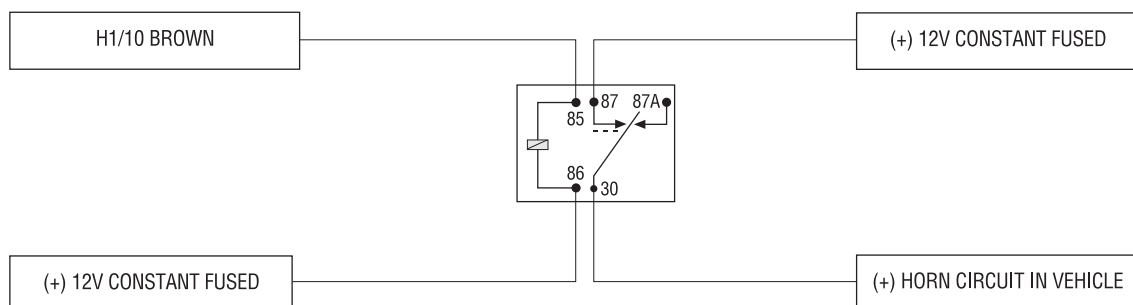 H1/10 BROWN
(+) 12V CONSTANT FUSED
87 87A
85
86
30
(+) 12V CONSTANT FUSED
(+) HORN CIRCUIT IN VEHICLE